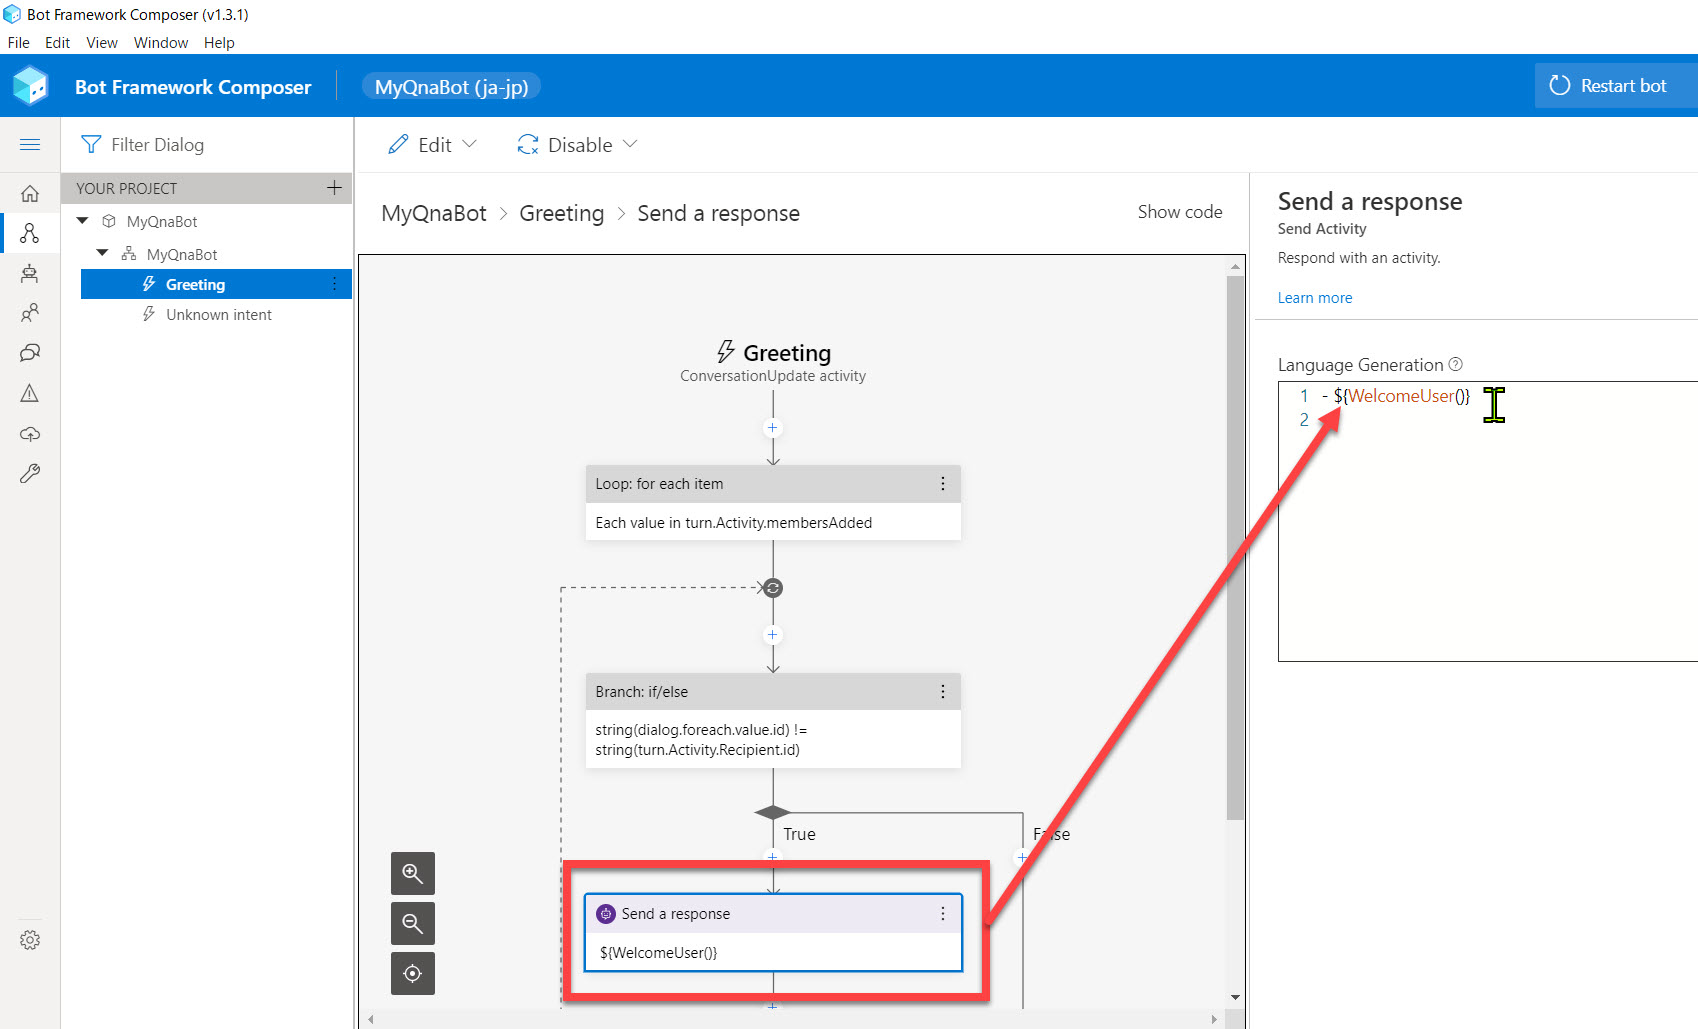 Bot Framework Composer (v1.3.1)
File Edit View Window Help
Bot Framework Composer
MyQnaBot (ja-jp)
Restart bot
Filter Dialog
Edit
Disable
YOUR PROJECT
MyQnaBot
MyQnaBot
Greeting
Unknown intent
MyQnaBot > Greeting > Send a response
Show code
Greeting
ConversationUpdate activity
Loop: for each item
Each value in turn.Activity.membersAdded
Branch: if/else
string(dialog.foreach.value.id) !=
string(turn.Activity.Recipient.id)
True
False
Send a response
${WelcomeUser()}
Send a response
Send Activity
Respond with an activity.
Learn more
Language Generation
1 - ${WelcomeUser()}
2